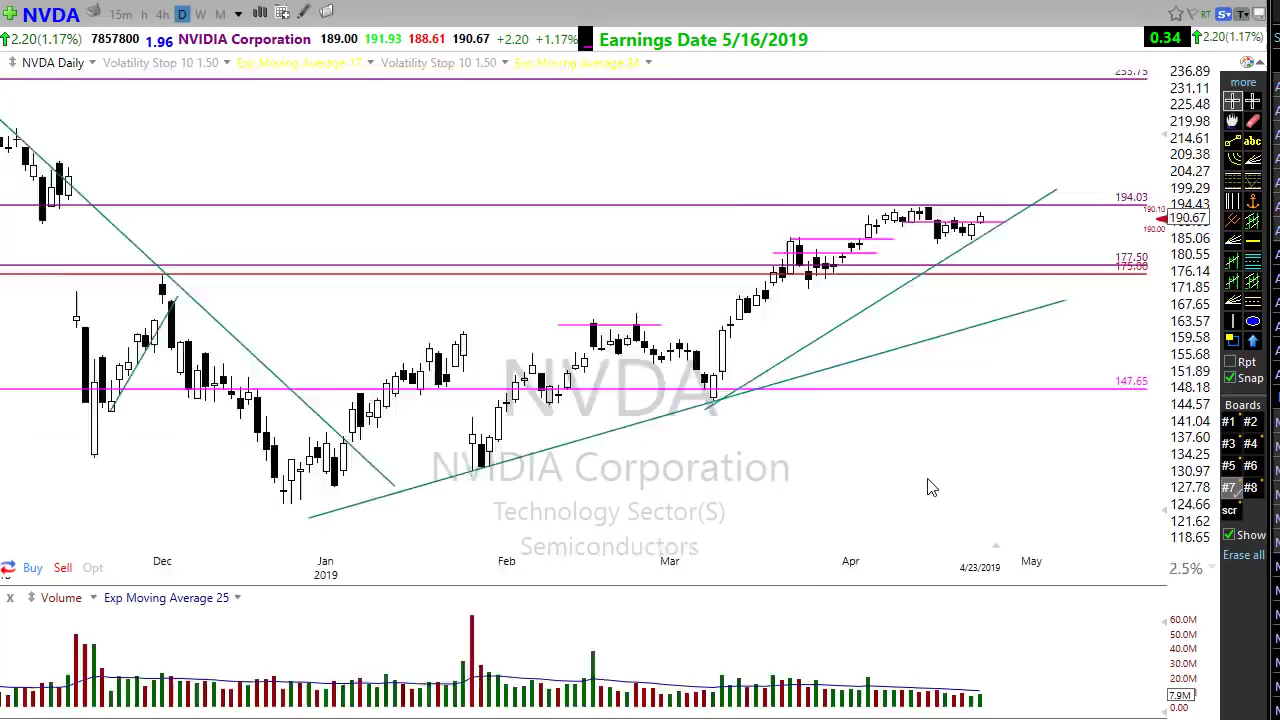 NVDA 15m h 4h D W M RT S T
2.20(1.17%) 7857800 1.96 NVIDIA Corporation 189.00 191.93 188.61 190.67 +2.20 +1.17% Earnings Date 5/16/2019 0.34 2.20(1.17%)
NVDA Daily Volatility Stop 10 1.50 Exp Moving Average 17 Volatility Stop 10 1.50 Exp Moving Average 34
236.89
more
231.11
225.48
219.98
abc
214.61
209.38
204.27
199.29
194.03
194.43
190.10
190.67
190.00
185.06
180.55
177.50
175.00
176.14
171.85
167.65
163.57
159.58
155.68
Rpt
151.89
Snap
147.65
148.18
144.57
Boards
141.04
#1 #2
137.60
#3 #4
134.25
#5 #6
130.97
127.78
#7 #8
124.66
scr
121.62
118.65
Show
Erase all
NVDA
NVIDIA Corporation
Technology Sector(S)
Semiconductors
Dec Jan Feb Mar Apr May
2019 4/23/2019
Buy Sell Opt 2.5%
X Volume Exp Moving Average 25
60.0M
50.0M
40.0M
30.0M
20.0M
7.9M
0.00